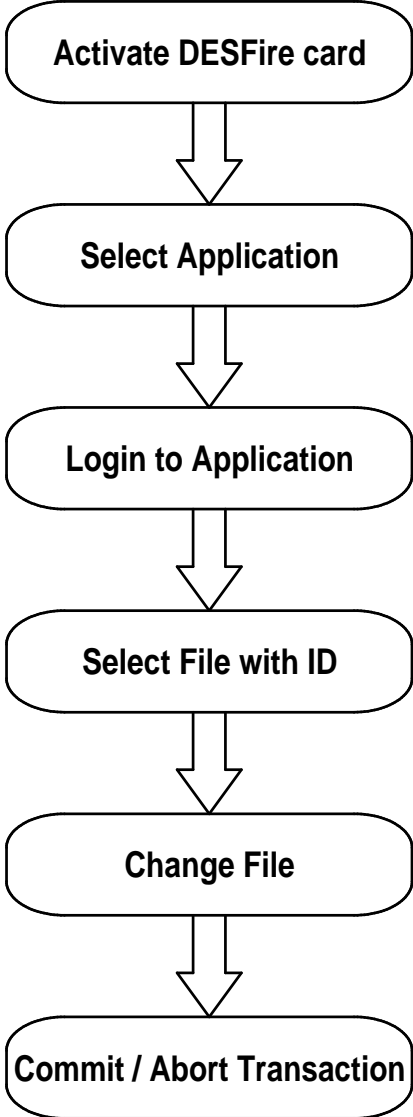 Activate DESFire card
Select Application
Login to Application
Select File with ID
Change File
Commit / Abort Transaction